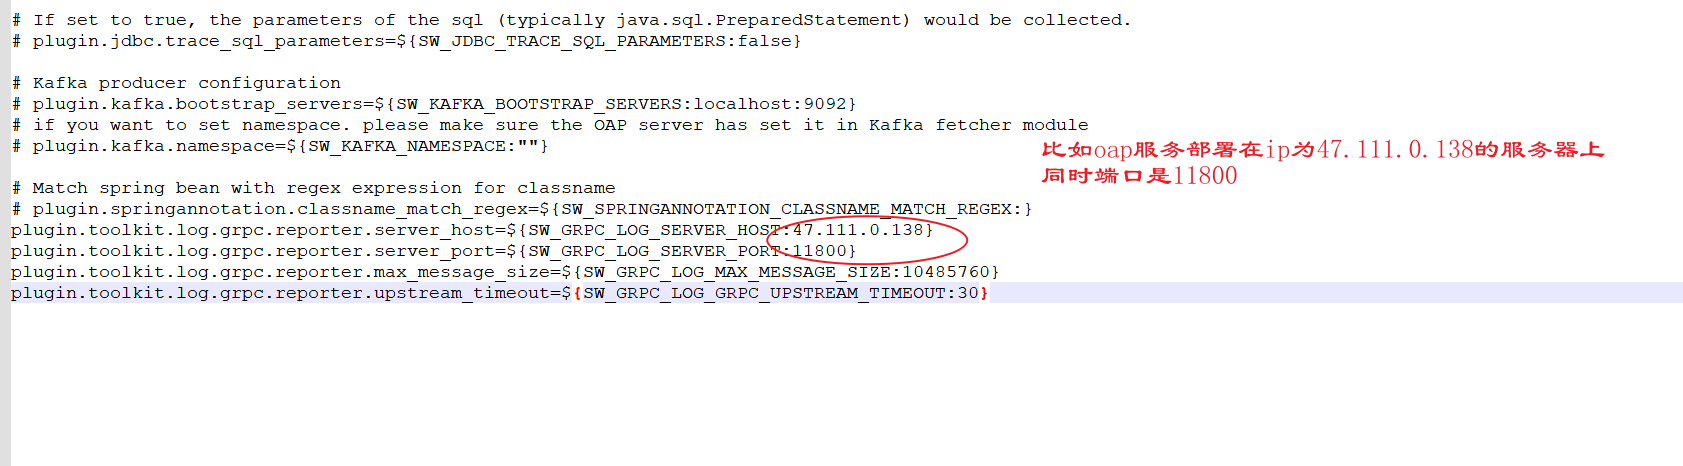 # If set to true, the parameters of the sql (typically java.sql.PreparedStatement) would be collected.
# plugin.jdbc.trace_sql_parameters=${SW_JDBC_TRACE_SQL_PARAMETERS:false}
# Kafka producer configuration
# plugin.kafka.bootstrap_servers=${SW_KAFKA_BOOTSTRAP_SERVERS:localhost:9092}
# if you want to set namespace. please make sure the OAP server has set it in Kafka fetcher module
# plugin.kafka.namespace=${SW_KAFKA_NAMESPACE:""}
比如oap服务部署在ip为47.111.0.138的服务器上
同时端口是11800
# Match spring bean with regex expression for classname
# plugin.springannotation.classname_match_regex=${SW_SPRINGANNOTATION_CLASSNAME_MATCH_REGEX:}
plugin.toolkit.log.grpc.reporter.server_host=${SW_GRPC_LOG_SERVER_HOST:47.111.0.138}
plugin.toolkit.log.grpc.reporter.server_port=${SW_GRPC_LOG_SERVER_PORT:11800}
plugin.toolkit.log.grpc.reporter.max_message_size=${SW_GRPC_LOG_MAX_MESSAGE_SIZE:10485760}
plugin.toolkit.log.grpc.reporter.upstream_timeout=${SW_GRPC_LOG_GRPC_UPSTREAM_TIMEOUT:30}